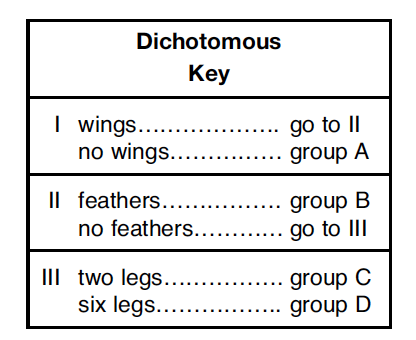 Dichotomous
Key
I wings.................... go to II
no wings............... group A
II feathers................ group B
no feathers............ go to III
III two legs................ group C
six legs................. group D